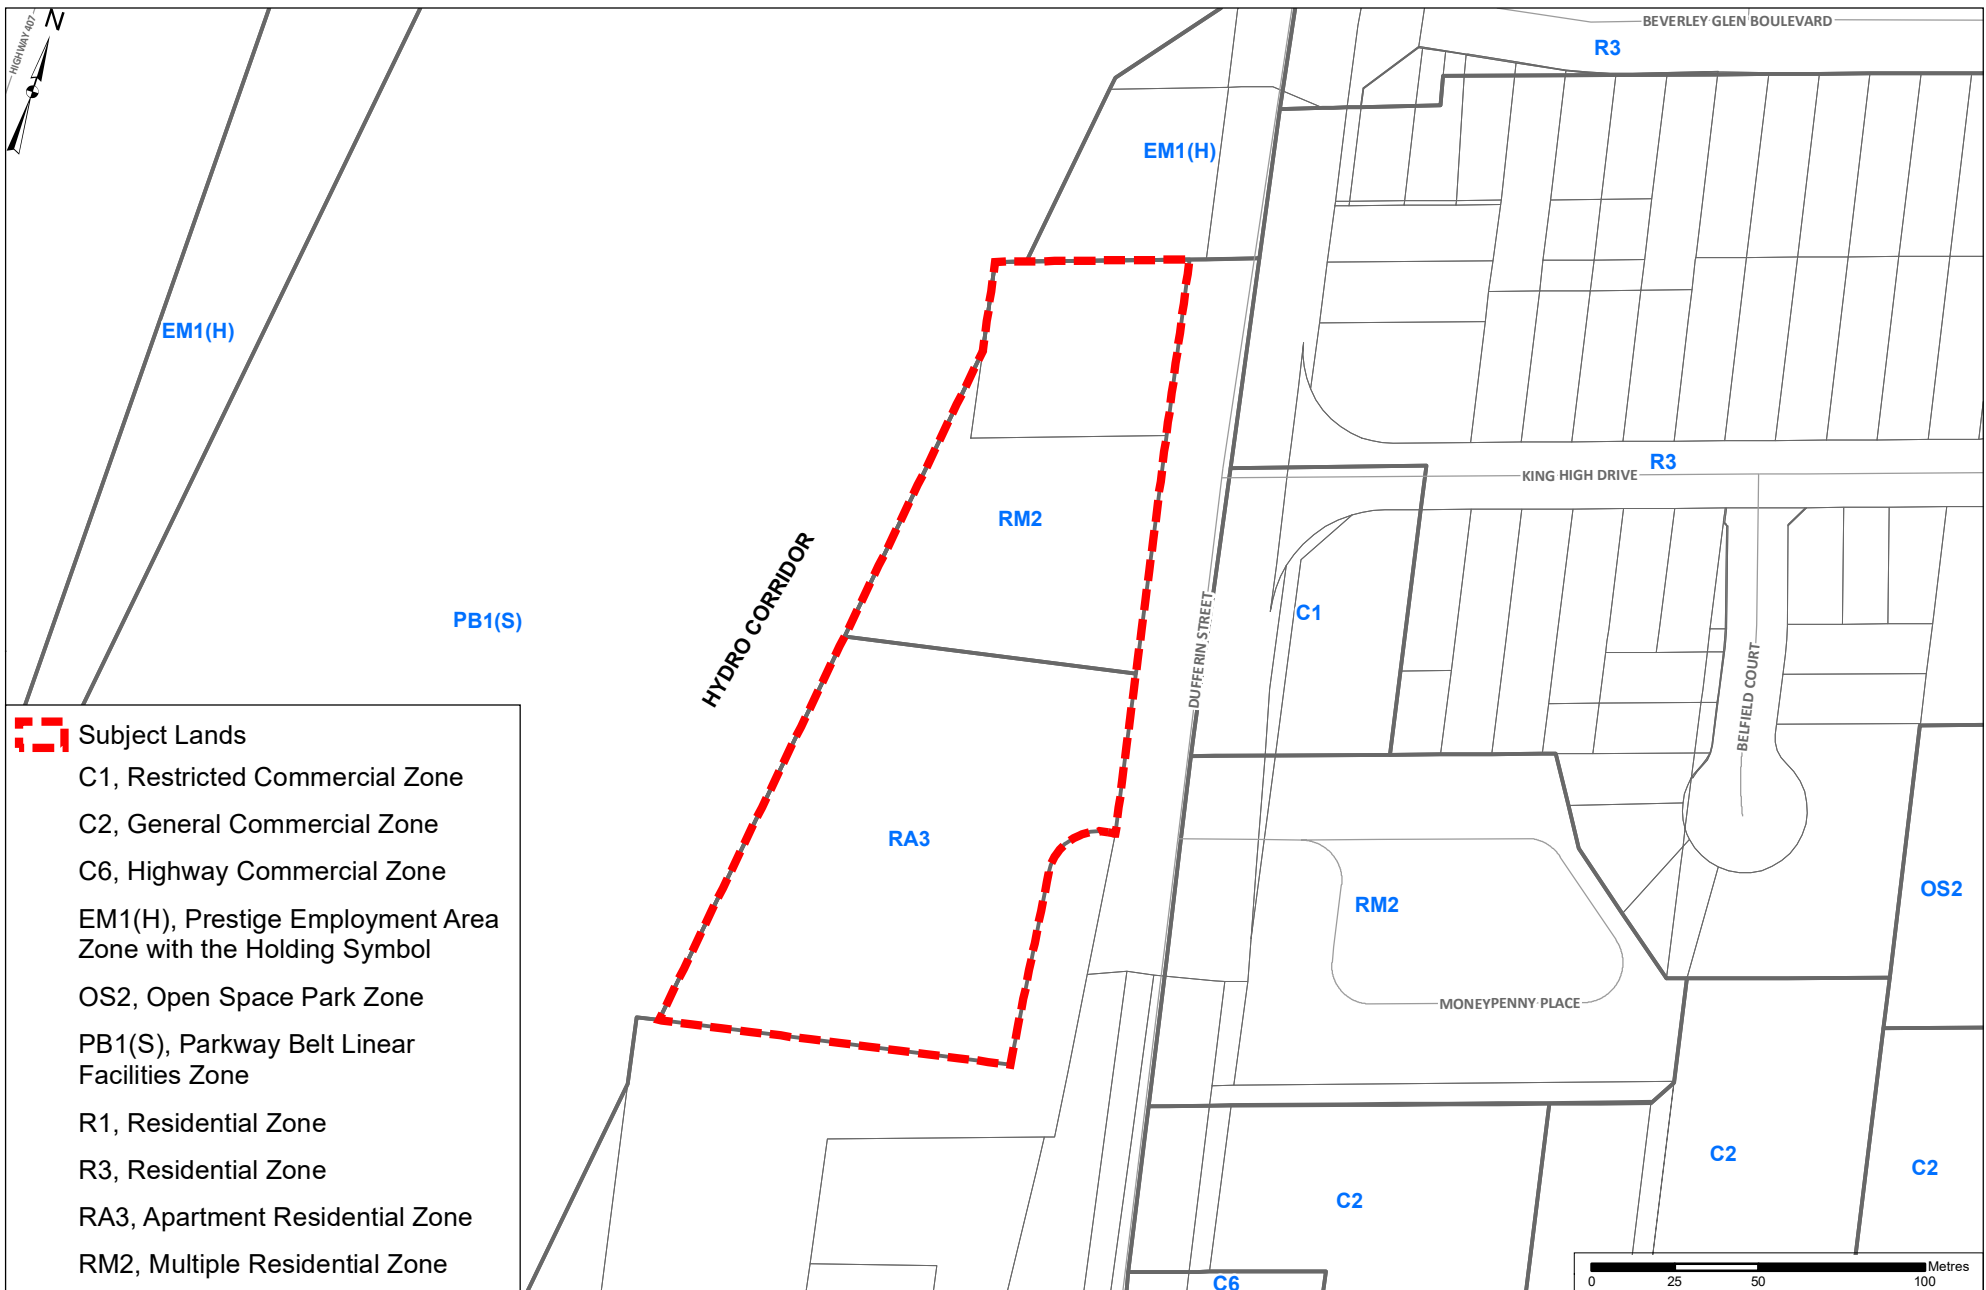 HIGHWAY 407
N
BEVERLEY GLEN BOULEVARD
R3
EM1(H)
EM1(H)
R3
KING HIGH DRIVE
RM2
HYDRO CORRIDOR
PB1(S)
C1
DUFFERIN STREET
BELFIELD COURT
RA3
RM2
OS2
MONEYPENNY PLACE
C2
C2
C2
C6
Subject Lands
C1, Restricted Commercial Zone
C2, General Commercial Zone
C6, Highway Commercial Zone
EM1(H), Prestige Employment Area
Zone with the Holding Symbol
OS2, Open Space Park Zone
PB1(S), Parkway Belt Linear
Facilities Zone
R1, Residential Zone
R3, Residential Zone
RA3, Apartment Residential Zone
RM2, Multiple Residential Zone
Metres
0 25 50 100